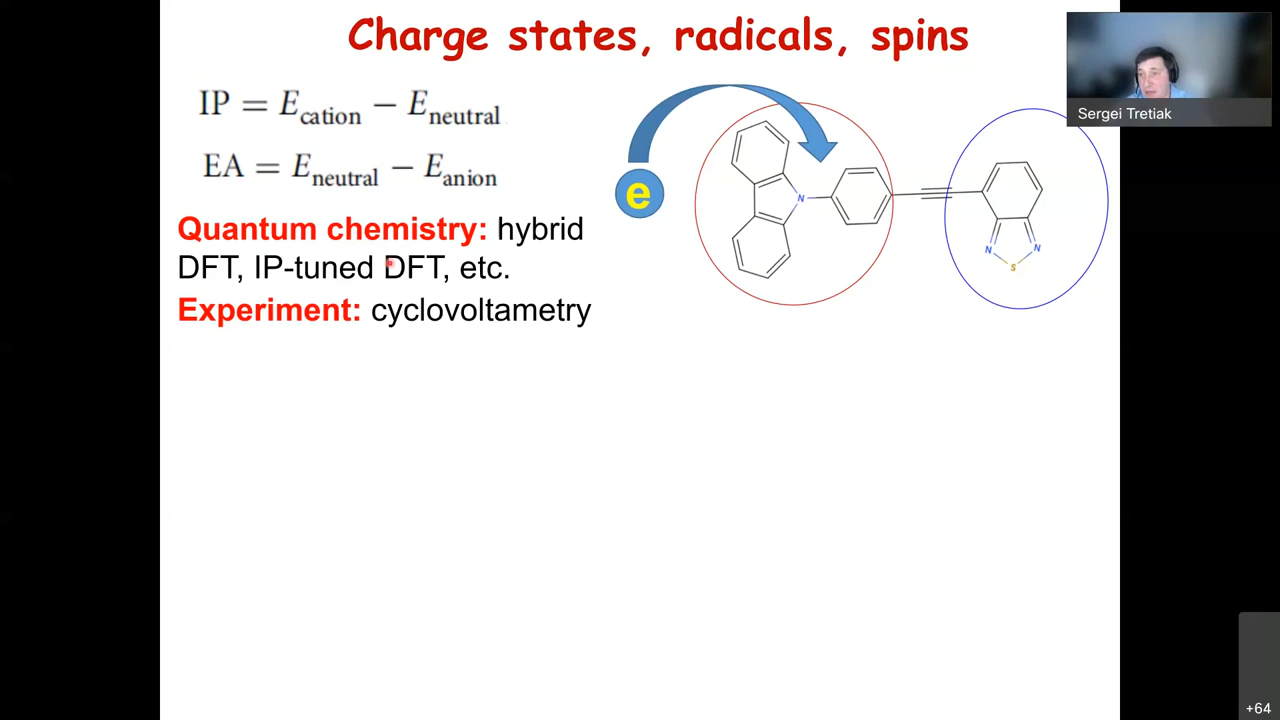 Charge states, radicals, spins
IP = E_cation − E_neutral
EA = E_neutral − E_anion
Quantum chemistry: hybrid
DFT, IP-tuned DFT, etc.
Experiment: cyclovoltametry
e
N
N
N
S
Sergei Tretiak
+64